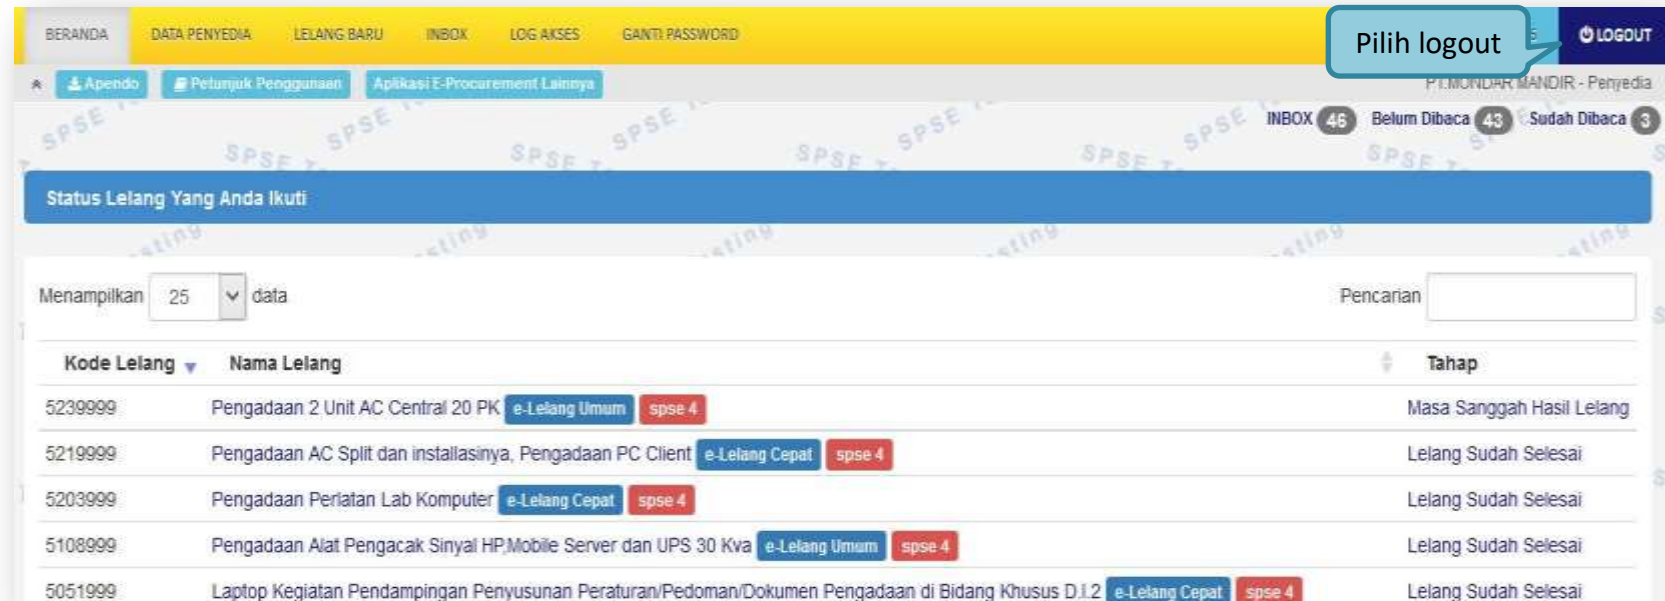 BERANDA DATA PENYEDIA LELANG BARU INBOX LOG AKSES GANTI PASSWORD Pilih logout LOGOUT
Apendo Petunjuk Penggunaan Aplikasi E-Procurement Lainnya PT.MONDAR MANDIR - Penyedia
INBOX 46 Belum Dibaca 43 Sudah Dibaca 3
Status Lelang Yang Anda Ikuti
Menampilkan 25 data Pencarian
Kode Lelang Nama Lelang Tahap
5239999 Pengadaan 2 Unit AC Central 20 PK e-Lelang Umum spse 4 Masa Sanggah Hasil Lelang
5219999 Pengadaan AC Split dan installasinya, Pengadaan PC Client e-Lelang Cepat spse 4 Lelang Sudah Selesai
5203999 Pengadaan Perlatan Lab Komputer e-Lelang Cepat spse 4 Lelang Sudah Selesai
5108999 Pengadaan Alat Pengacak Sinyal HP,Mobile Server dan UPS 30 Kva e-Lelang Umum spse 4 Lelang Sudah Selesai
5051999 Laptop Kegiatan Pendampingan Penyusunan Peraturan/Pedoman/Dokumen Pengadaan di Bidang Khusus D.I.2 e-Lelang Cepat spse 4 Lelang Sudah Selesai